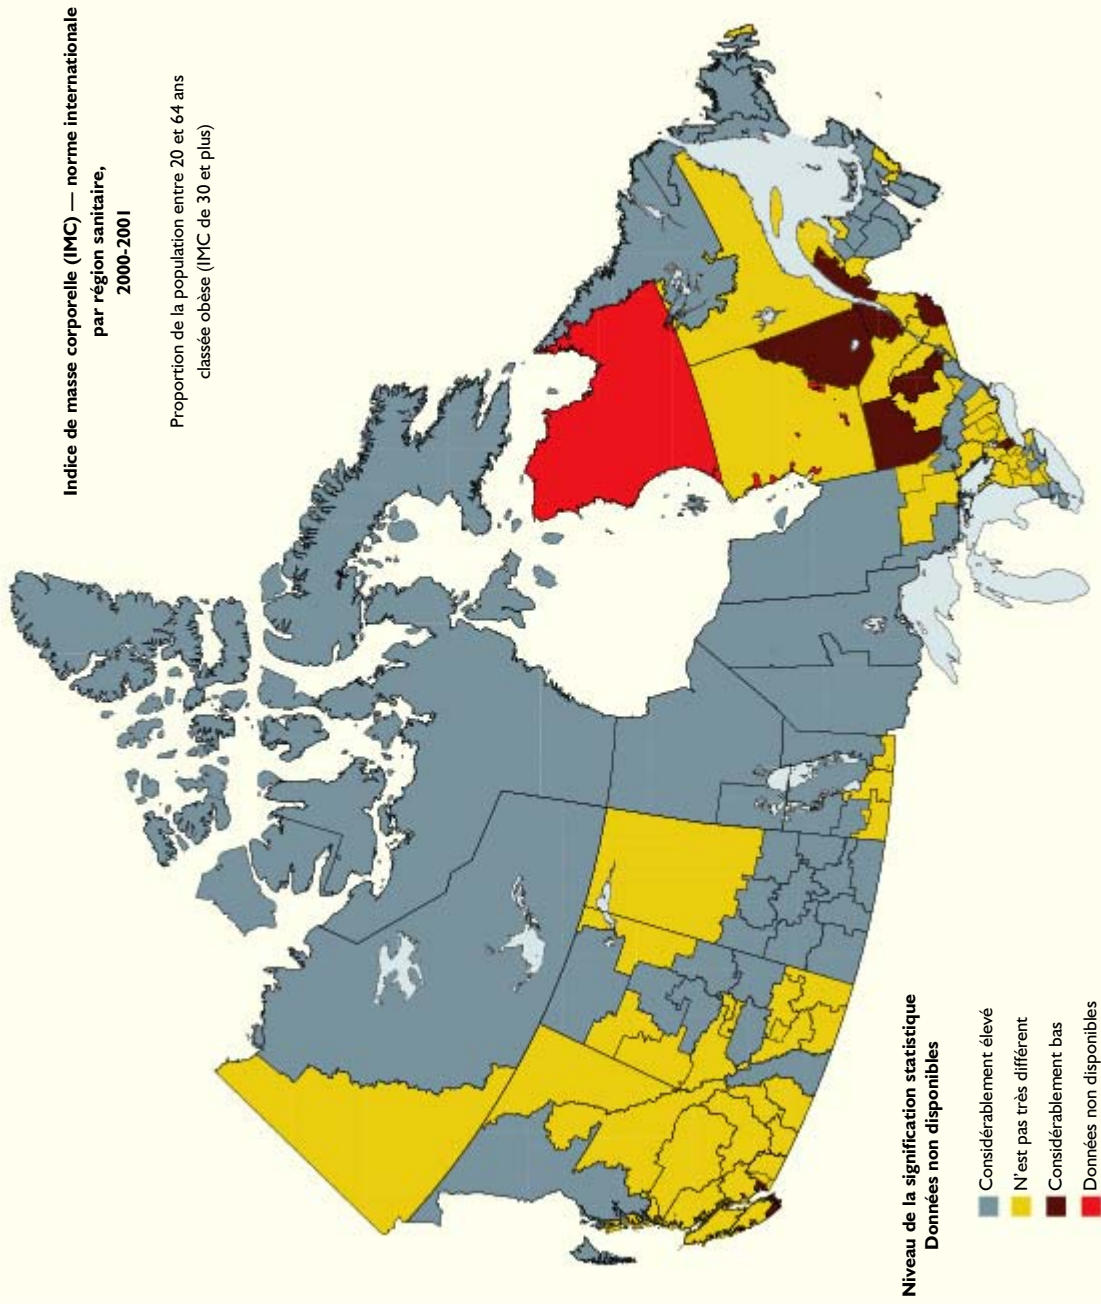 Indice de masse corporelle (IMC) — norme internationale
par région sanitaire,
2000-2001
Proportion de la population entre 20 et 64 ans
classée obèse (IMC de 30 et plus)
Niveau de la signification statistique
Données non disponibles
Considérablement élevé
N'est pas très différent
Considérablement bas
Données non disponibles